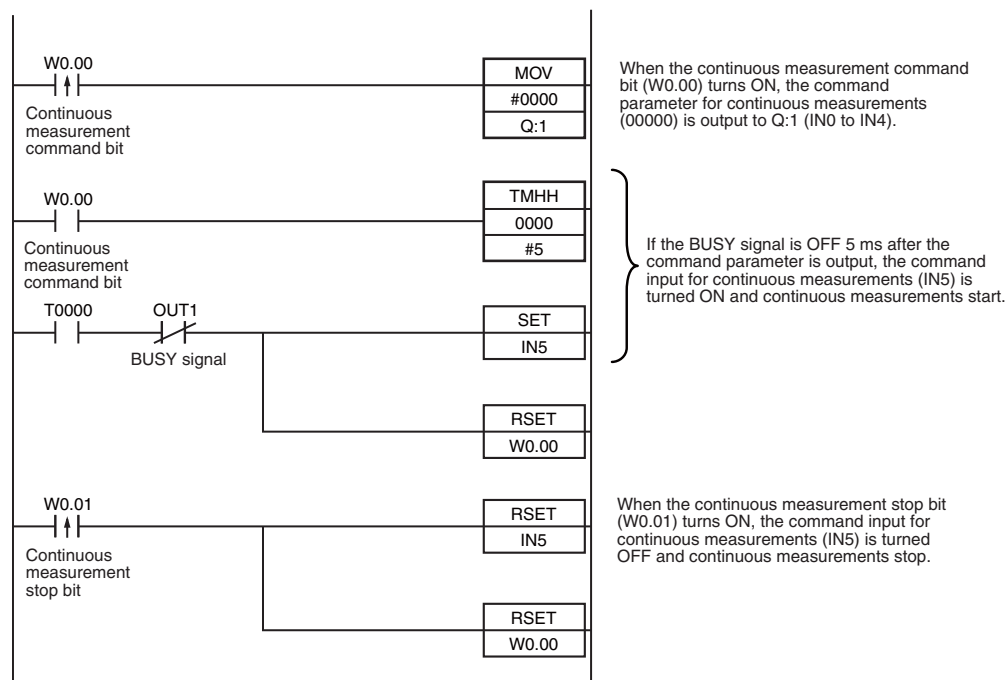 W0.00
Continuous
measurement
command bit
MOV
#0000
Q:1
When the continuous measurement command
bit (W0.00) turns ON, the command
parameter for continuous measurements
(00000) is output to Q:1 (IN0 to IN4).
W0.00
Continuous
measurement
command bit
TMHH
0000
#5
If the BUSY signal is OFF 5 ms after the
command parameter is output, the command
input for continuous measurements (IN5) is
turned ON and continuous measurements start.
T0000
OUT1
BUSY signal
SET
IN5
RSET
W0.00
W0.01
Continuous
measurement
stop bit
RSET
IN5
When the continuous measurement stop bit
(W0.01) turns ON, the command input for
continuous measurements (IN5) is turned
OFF and continuous measurements stop.
RSET
W0.00